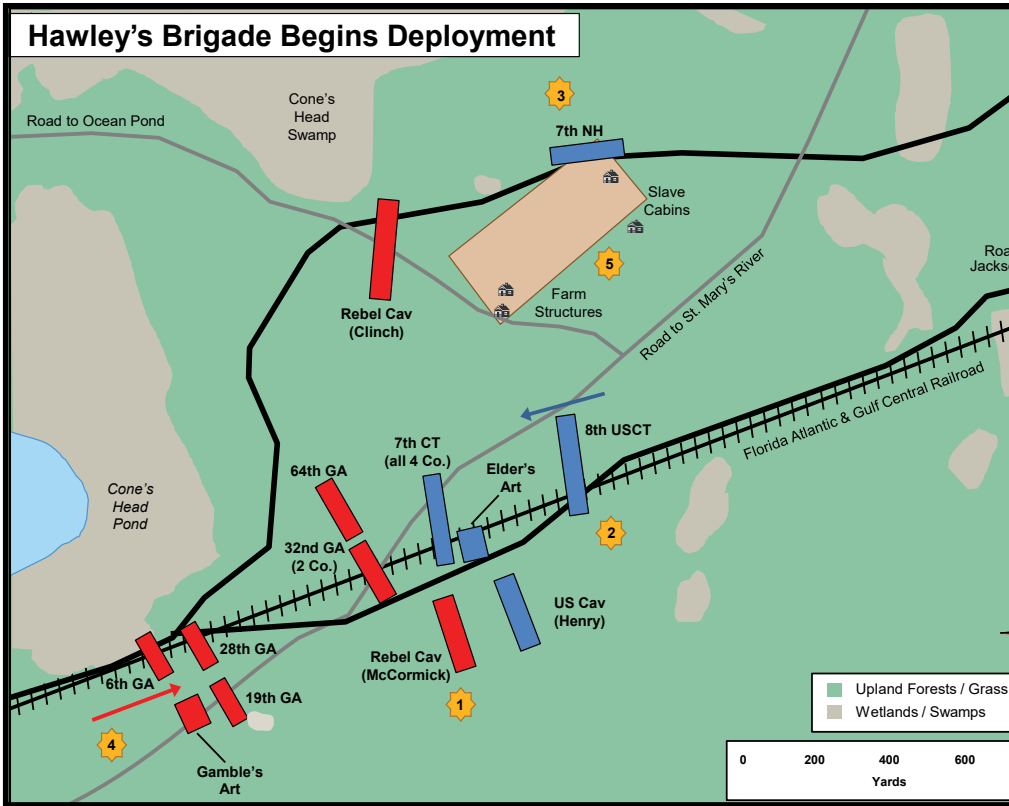 Hawley's Brigade Begins Deployment
3
Cone's
Head
Swamp
Road to Ocean Pond
7th NH
Slave
Cabins
5
Rebel Cav
(Clinch)
Farm
Structures
Roa
Jackso
Road to St. Mary's River
Florida Atlantic & Gulf Central Railroad
7th CT
(all 4 Co.)
8th USCT
Elder's
Art
64th GA
Cone's
Head
Pond
2
32nd GA
(2 Co.)
US Cav
(Henry)
28th GA
6th GA
Rebel Cav
(McCormick)
19th GA
1
4
Gamble's
Art
Upland Forests / Grass
Wetlands / Swamps
0 200 400 600
Yards